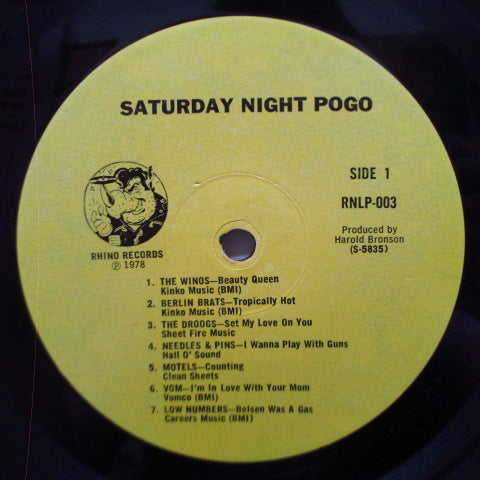 SATURDAY NIGHT POGO
SIDE 1
RNLP-003
Produced by
Harold Bronson
(S-5835)
RHINO RECORDS
℗ 1978
1. THE WINOS—Beauty Queen
Kinko Music (BMI)
2. BERLIN BRATS—Tropically Hot
Kinko Music (BMI)
3. THE DROOGS—Set My Love On You
Sheet Fire Music
4. NEEDLES & PINS—I Wanna Play With Guns
Hall O' Sound
5. MOTELS—Counting
Clean Sheets
6. VOM—I'm In Love With Your Mom
Vomco (BMI)
7. LOW NUMBERS—Belsen Was A Gas
Careers Music (BMI)